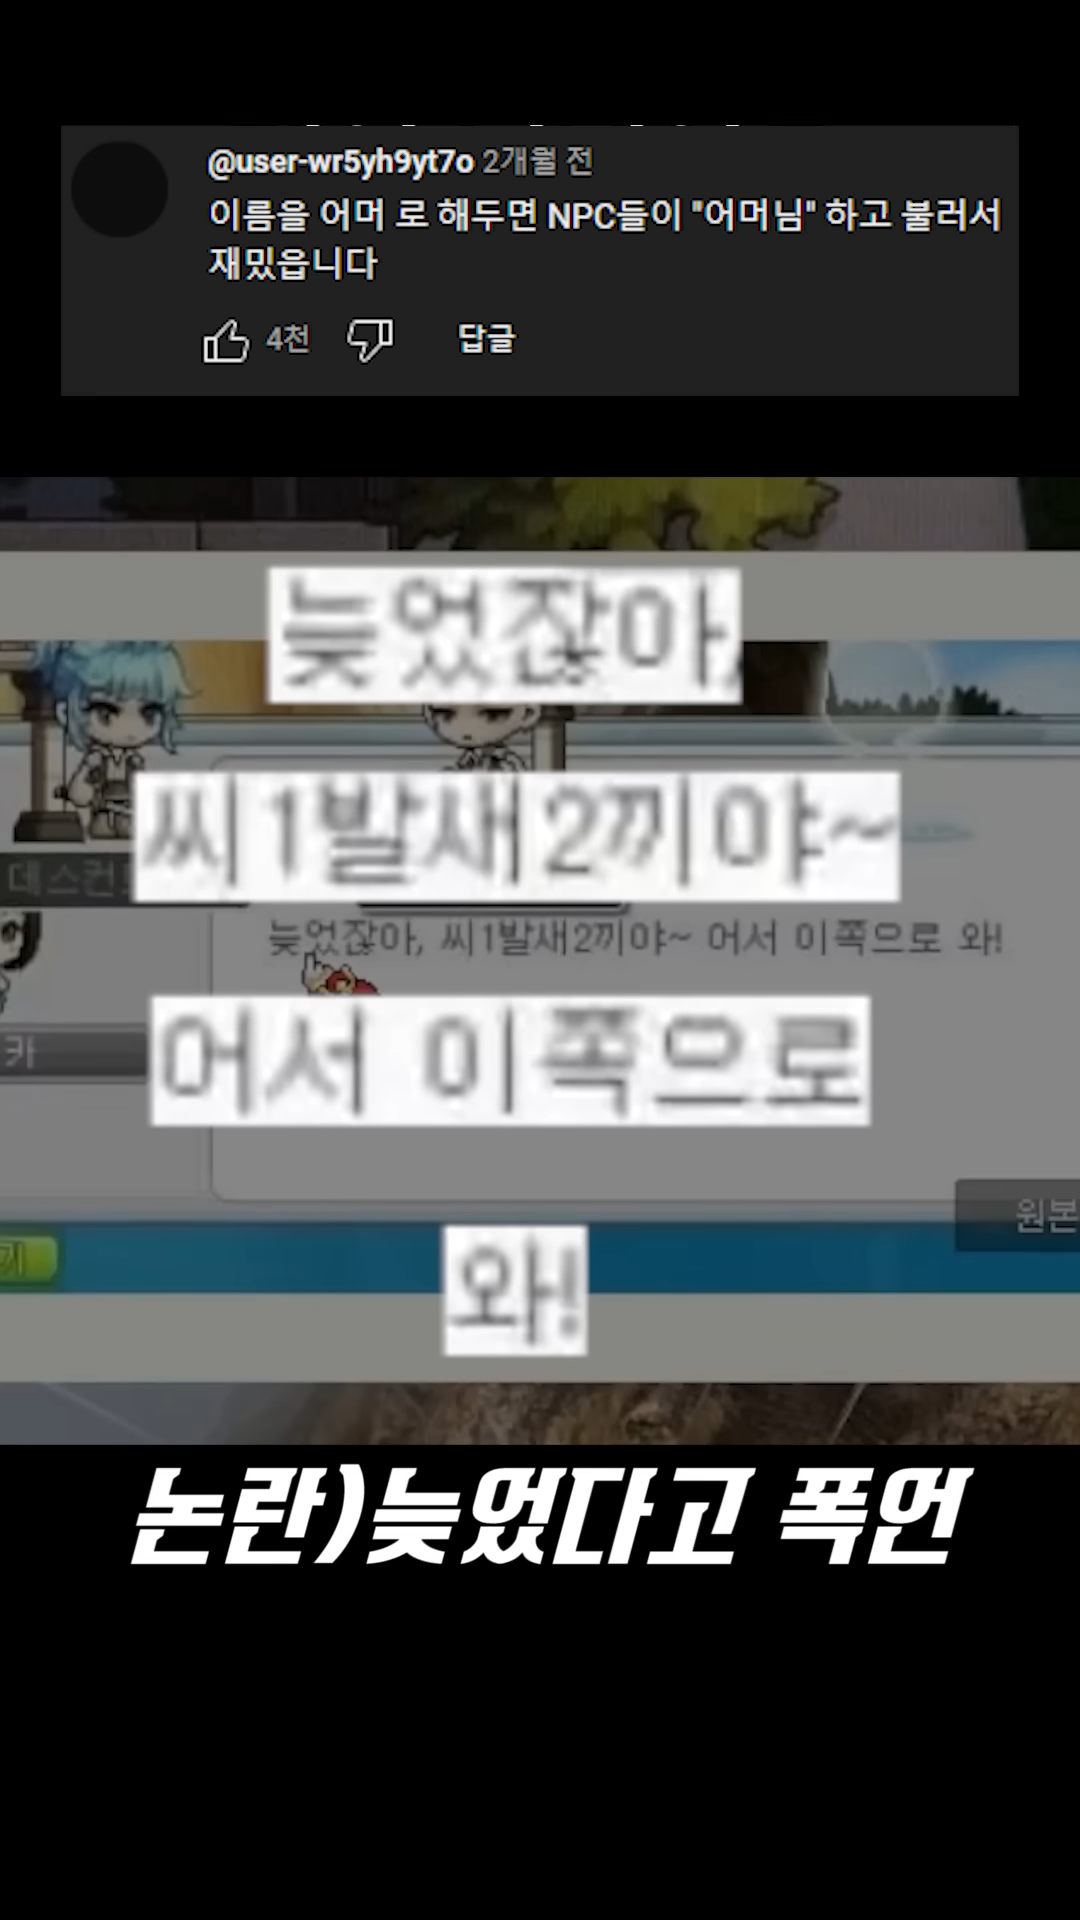 @user-wr5yh9yt7o 2개월 전
이름을 어머 로 해두면 NPC들이 "어머님" 하고 불러서
재밌읍니다
4천 답글
늦었잖아,
씨1발새2끼야~
데스컨
늦었잖아, 씨1발새2끼야~ 어서 이쪽으로 와!
어서 이쪽으로
카
원본
와!
논란)늦었다고 폭언